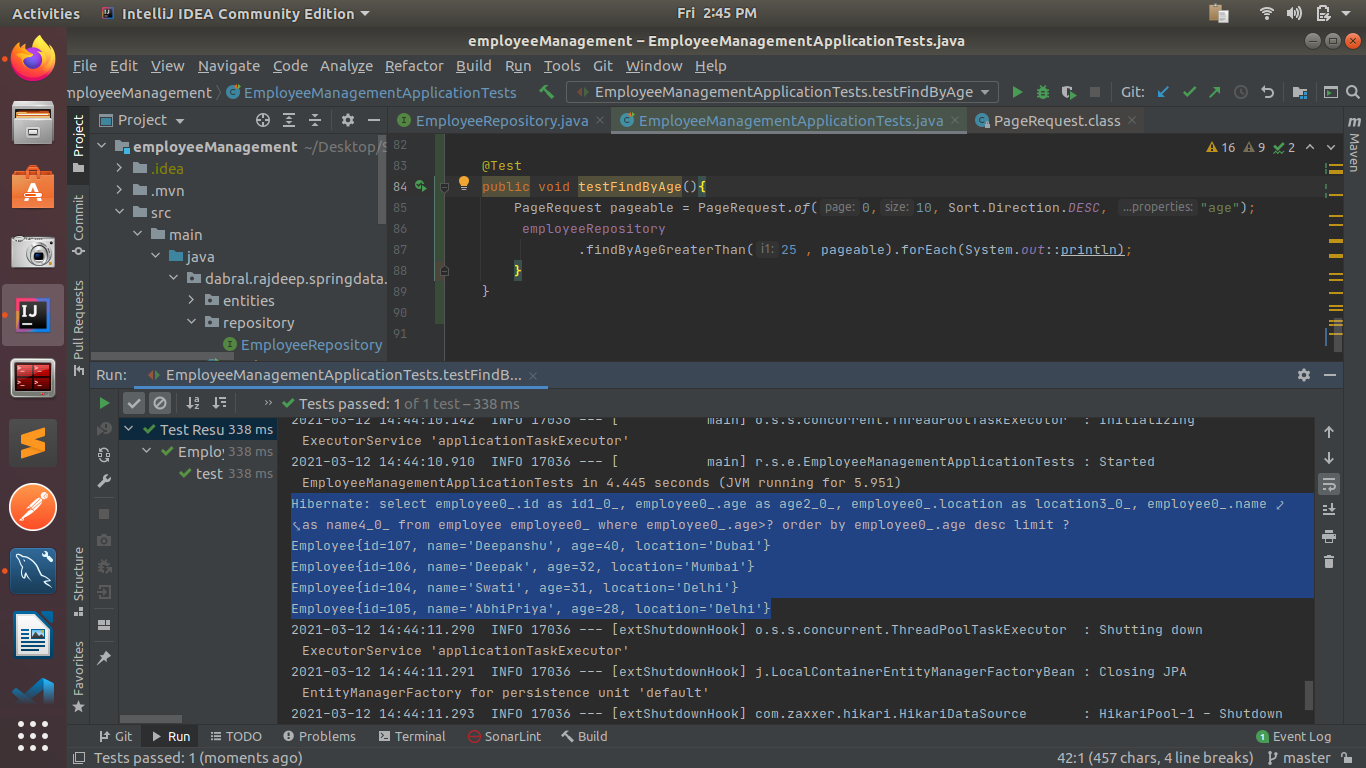 Activities
IntelliJ IDEA Community Edition
Fri 2:45 PM
employeeManagement – EmployeeManagementApplicationTests.java
File Edit View Navigate Code Analyze Refactor Build Run Tools Git Window Help
mployeeManagement
EmployeeManagementApplicationTests
EmployeeManagementApplicationTests.testFindByAge
Git:
Project
EmployeeRepository.java
EmployeeManagementApplicationTests.java
PageRequest.class
Project
Commit
Pull Requests
Structure
Favorites
Maven
employeeManagement ~/Desktop/S
.idea
.mvn
src
main
java
dabral.rajdeep.springdata.
entities
repository
EmployeeRepository
16 9 2
82
83 @Test
84 public void testFindByAge(){
85 PageRequest pageable = PageRequest.of( page: 0, size: 10, Sort.Direction.DESC, ...properties: "age");
86 employeeRepository
87 .findByAgeGreaterThan( i1: 25 , pageable).forEach(System.out::println);
88 }
89 }
90
91
Run: EmployeeManagementApplicationTests.testFindB...
Tests passed: 1 of 1 test – 338 ms
Test Resu 338 ms
Employ 338 ms
test 338 ms
2021-03-12 14:44:10.142 INFO 17036 --- [ main] o.s.s.concurrent.ThreadPoolTaskExecutor : Initializing
ExecutorService 'applicationTaskExecutor'
2021-03-12 14:44:10.910 INFO 17036 --- [ main] r.s.e.EmployeeManagementApplicationTests : Started
EmployeeManagementApplicationTests in 4.445 seconds (JVM running for 5.951)
Hibernate: select employee0_.id as id1_0_, employee0_.age as age2_0_, employee0_.location as location3_0_, employee0_.name
as name4_0_ from employee employee0_ where employee0_.age>? order by employee0_.age desc limit ?
Employee{id=107, name='Deepanshu', age=40, location='Dubai'}
Employee{id=106, name='Deepak', age=32, location='Mumbai'}
Employee{id=104, name='Swati', age=31, location='Delhi'}
Employee{id=105, name='AbhiPriya', age=28, location='Delhi'}
2021-03-12 14:44:11.290 INFO 17036 --- [extShutdownHook] o.s.s.concurrent.ThreadPoolTaskExecutor : Shutting down
ExecutorService 'applicationTaskExecutor'
2021-03-12 14:44:11.291 INFO 17036 --- [extShutdownHook] j.LocalContainerEntityManagerFactoryBean : Closing JPA
EntityManagerFactory for persistence unit 'default'
2021-03-12 14:44:11.293 INFO 17036 --- [extShutdownHook] com.zaxxer.hikari.HikariDataSource : HikariPool-1 - Shutdown
Git Run TODO Problems Terminal SonarLint Build
1 Event Log
Tests passed: 1 (moments ago)
42:1 (457 chars, 4 line breaks)
master